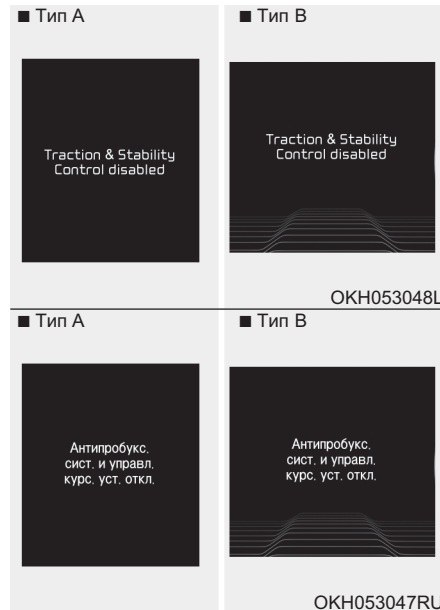 ■ Тип A
■ Тип B
Traction & Stability
Control disabled
Traction & Stability
Control disabled
OKH053048L
■ Тип A
■ Тип B
Антипробукс.
сист. и управл.
курс. уст. откл.
Антипробукс.
сист. и управл.
курс. уст. откл.
OKH053047RU